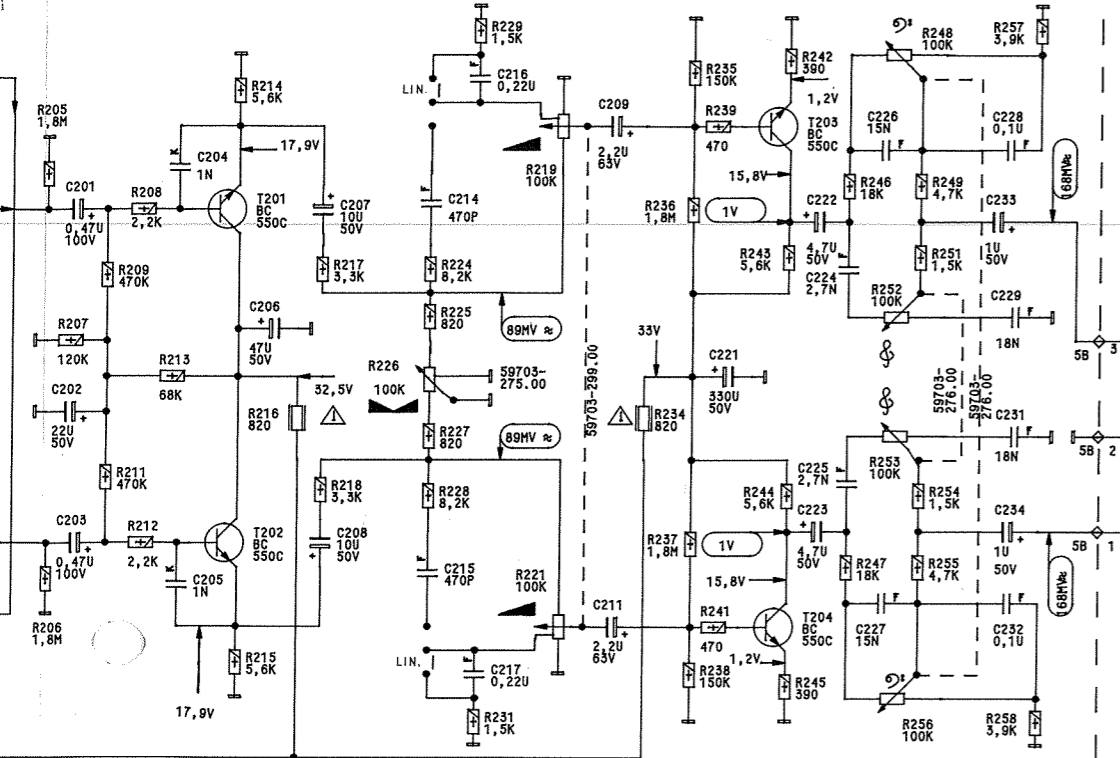 R229
1,5K
R248
100K
R257
3,9K
R214
5,6K
C216
0,22U
LIN.
R235
150K
R242
390
1,2V
R205
1,8M
C209
2,2U
63V
R239
470
T203
BC
550C
C226
15N
C228
0,1U
17,9V
C204
1N
R219
100K
15,8V
168MV≈
C201
0,47U
100V
R208
2,2K
T201
BC
550C
C207
10U
50V
C214
470P
R236
1,8M
1V
C222
4,7U
50V
R246
18K
R249
4,7K
C233
1U
50V
R209
470K
R217
3,3K
R224
8,2K
R243
5,6K
C224
2,7N
R251
1,5K
R252
100K
C229
18N
R207
120K
C206
47U
50V
R225
820
89MV ≈
33V
5B
3
R213
68K
32,5V
R226
100K
59703-
275.00
59703-299.00
C221
330U
50V
59703-
276.00
59703-
276.00
C202
22U
50V
R216
820
R227
820
R234
820
C231
18N
5B
2
R211
470K
89MV ≈
R253
100K
R218
3,3K
R228
8,2K
C225
2,7N
R244
5,6K
R254
1,5K
C203
0,47U
100V
R212
2,2K
T202
BC
550C
C208
10U
50V
R237
1,8M
1V
C223
4,7U
50V
C234
1U
50V
5B
1
C205
1N
C215
470P
R221
100K
15,8V
R247
18K
R255
4,7K
168MV≈
R206
1,8M
C211
2,2U
63V
R241
470
T204
BC
550C
C227
15N
C232
0,1U
R215
5,6K
LIN.
C217
0,22U
1,2V
R238
150K
R245
390
17,9V
R231
1,5K
R256
100K
R258
3,9K